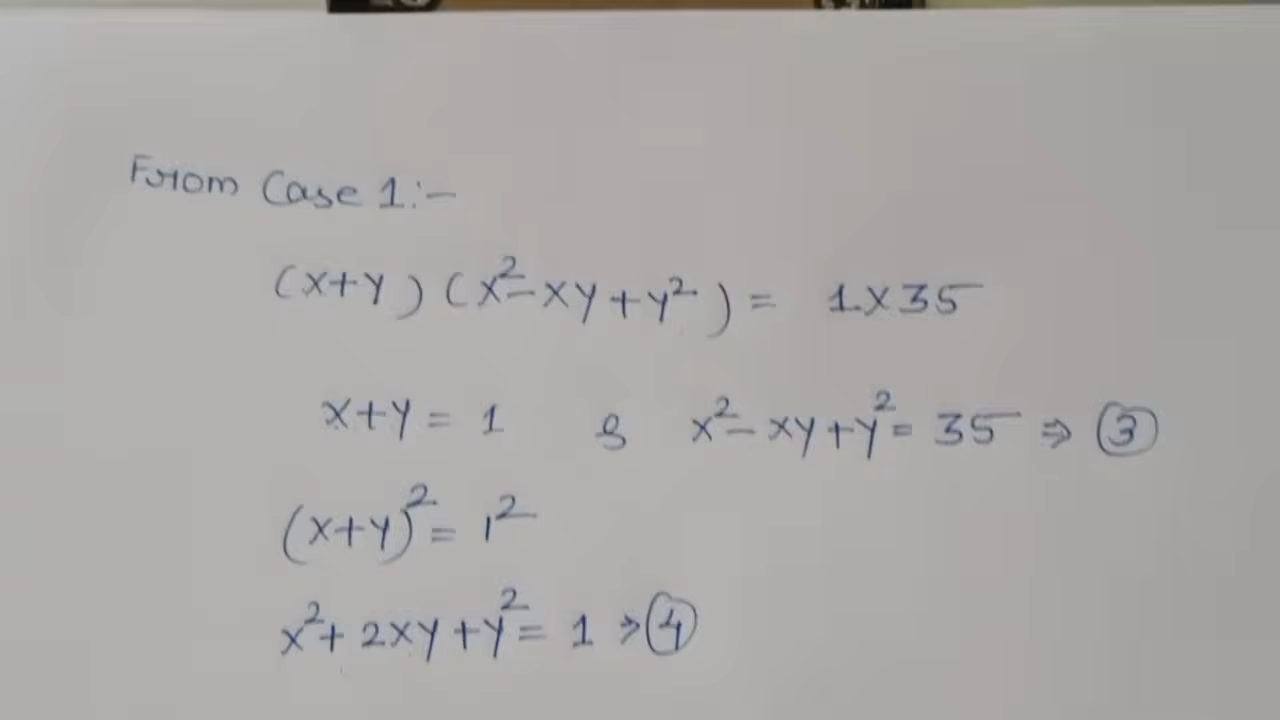 From Case 1:-
(x+y) (x²-xy+y²) = 1x35
x+y = 1 & x²-xy+y² = 35 ⇒ ③
(x+y)² = 1²
x²+2xy+y² = 1 ⇒ ④